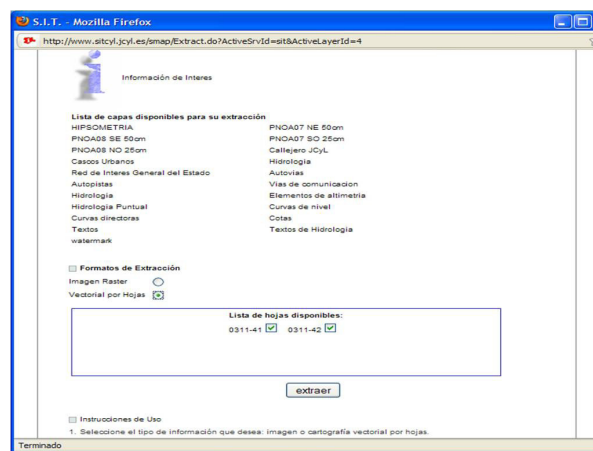 S.I.T. - Mozilla Firefox
http://www.sitcyl.jcyl.es/smap/Extract.do?ActiveSrvId=sit&ActiveLayerId=4
Información de Interes
Lista de capas disponibles para su extracción
HIPSOMETRIA PNOA07 NE 50cm
PNOA08 SE 50cm PNOA07 SO 25cm
PNOA08 NO 25cm Callejero JCyL
Cascos Urbanos Hidrologia
Red de Interes General del Estado Autovias
Autopistas Vias de comunicacion
Hidrologia Elementos de altimetria
Hidrologia Puntual Curvas de nivel
Curvas directoras Cotas
Textos Textos de Hidrologia
watermark
Formatos de Extracción
Imagen Raster
Vectorial por Hojas
Lista de hojas disponibles:
0311-41 0311-42
extraer
Instrucciones de Uso
1. Seleccione el tipo de información que desea: imagen o cartografía vectorial por hojas.
Terminado